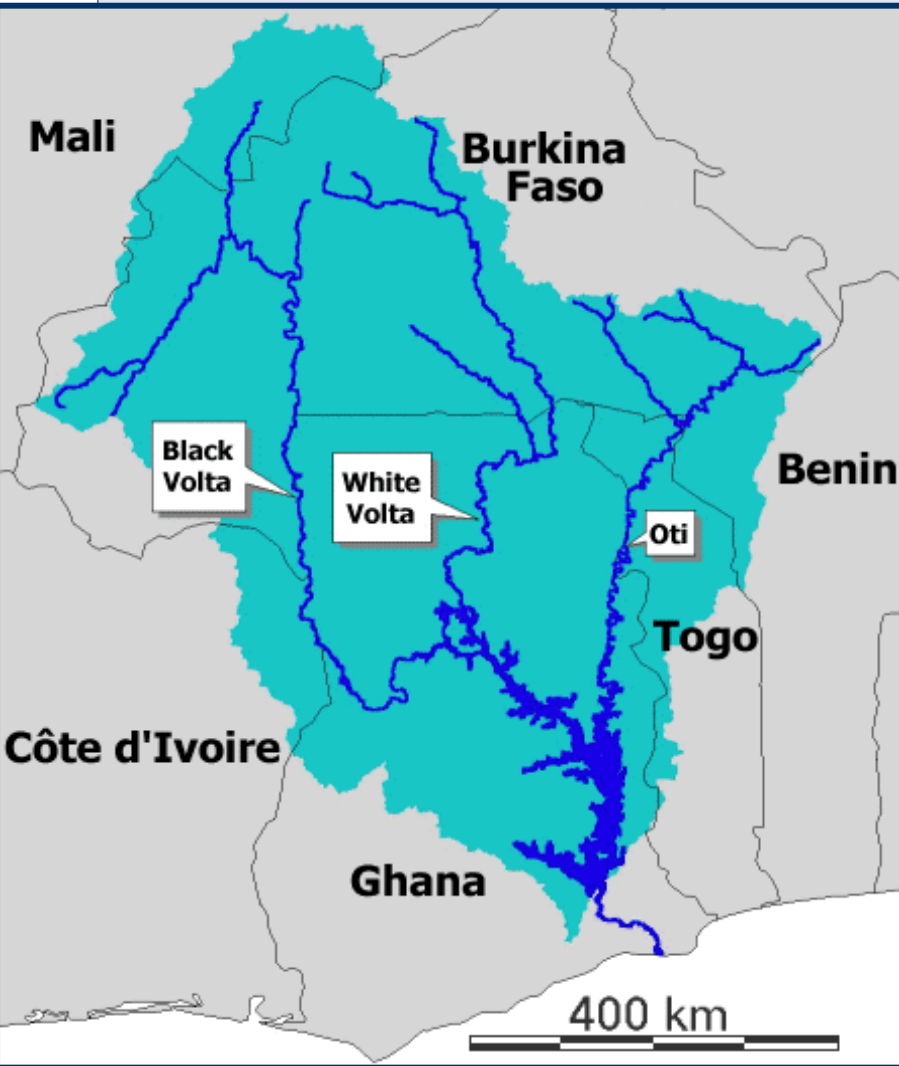 Mali
Burkina
Faso
Black
Volta
White
Volta
Benin
Oti
Togo
Côte d'Ivoire
Ghana
400 km